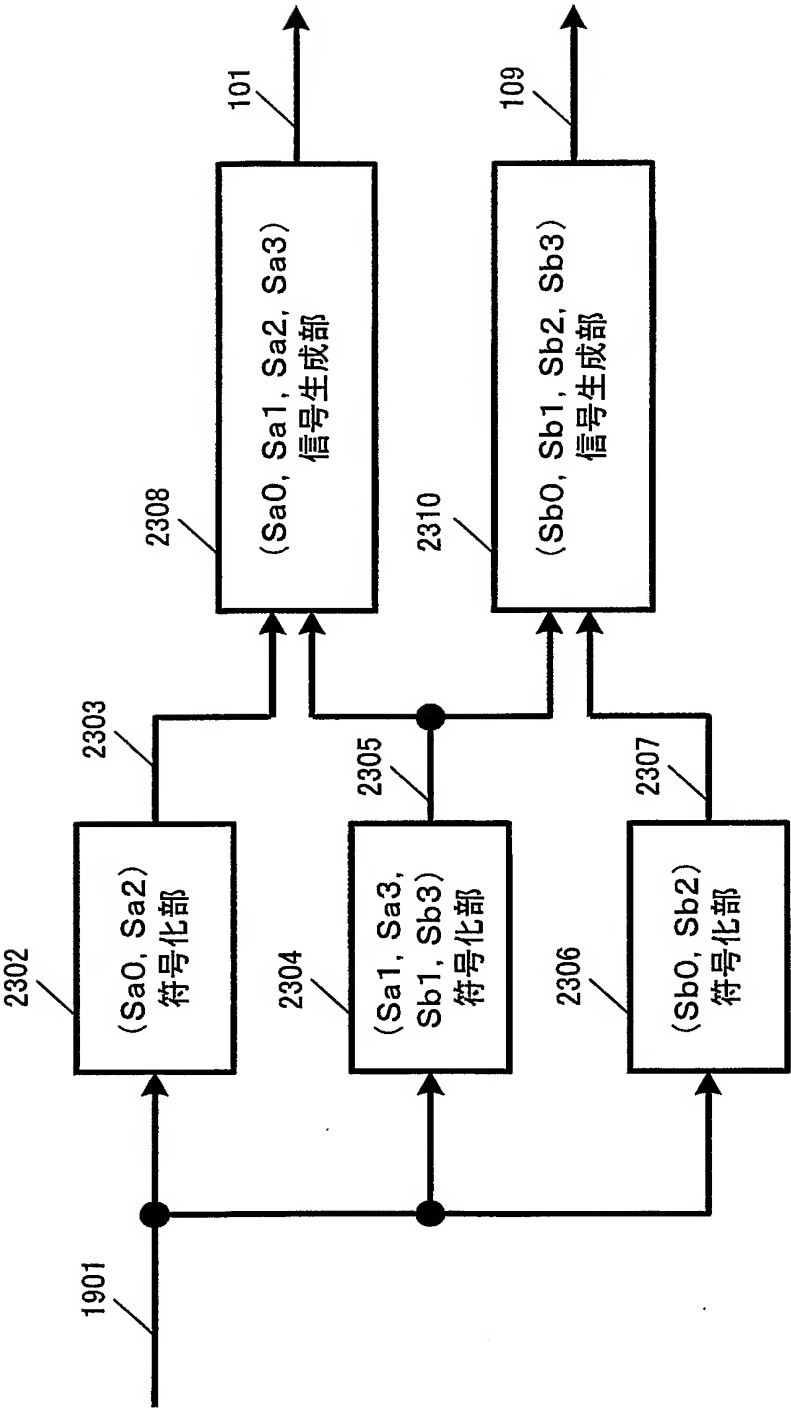 1901
2302
(Sa0, Sa2)
符号化部
2303
2304
(Sa1, Sa3,
Sb1, Sb3)
符号化部
2305
2306
(Sb0, Sb2)
符号化部
2307
2308
(Sa0, Sa1, Sa2, Sa3)
信号生成部
101
2310
(Sb0, Sb1, Sb2, Sb3)
信号生成部
109